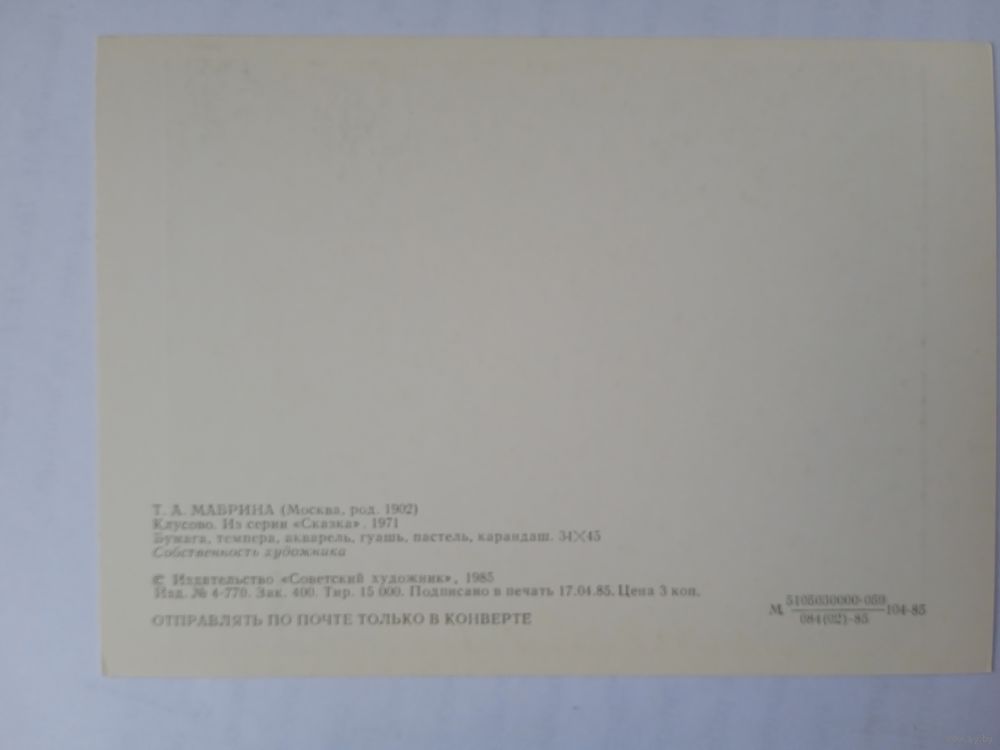 Т. А. МАВРИНА (Москва, род. 1902)
Клусово. Из серии «Сказка». 1971
Бумага, темпера, акварель, гуашь, пастель, карандаш. 34×45
Собственность художника
© Издательство «Советский художник», 1985
Изд. № 4-770. Зак. 400. Тир. 15 000. Подписано в печать 17.04.85. Цена 3 коп.
ОТПРАВЛЯТЬ ПО ПОЧТЕ ТОЛЬКО В КОНВЕРТЕ
5105030000-059
М 104-85
084(02)-85